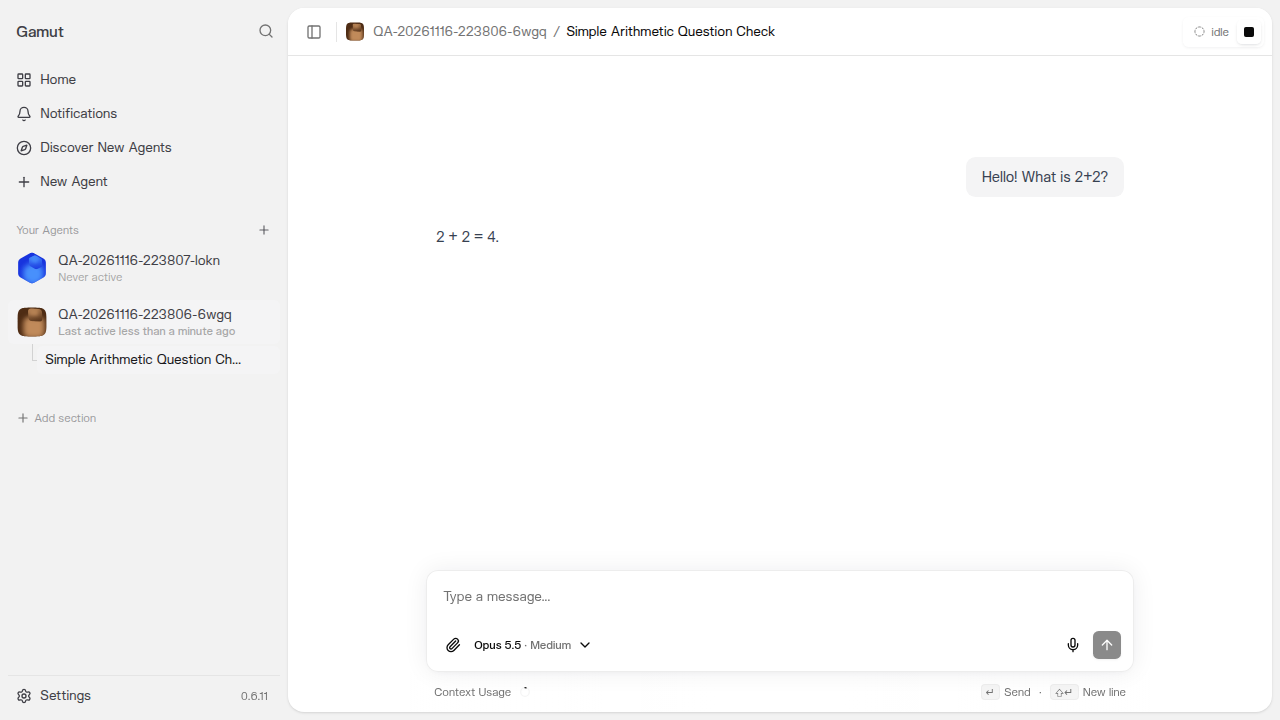 Gamut
Home
Notifications
Discover New Agents
New Agent
Your Agents
QA-20261116-223807-lokn
Never active
QA-20261116-223806-6wgq
Last active less than a minute ago
Simple Arithmetic Question Ch...
Add section
Settings
0.6.11
QA-20261116-223806-6wgq / Simple Arithmetic Question Check
idle
Hello! What is 2+2?
2 + 2 = 4.
Type a message...
Opus 5.5 · Medium
Context Usage
Send · New line